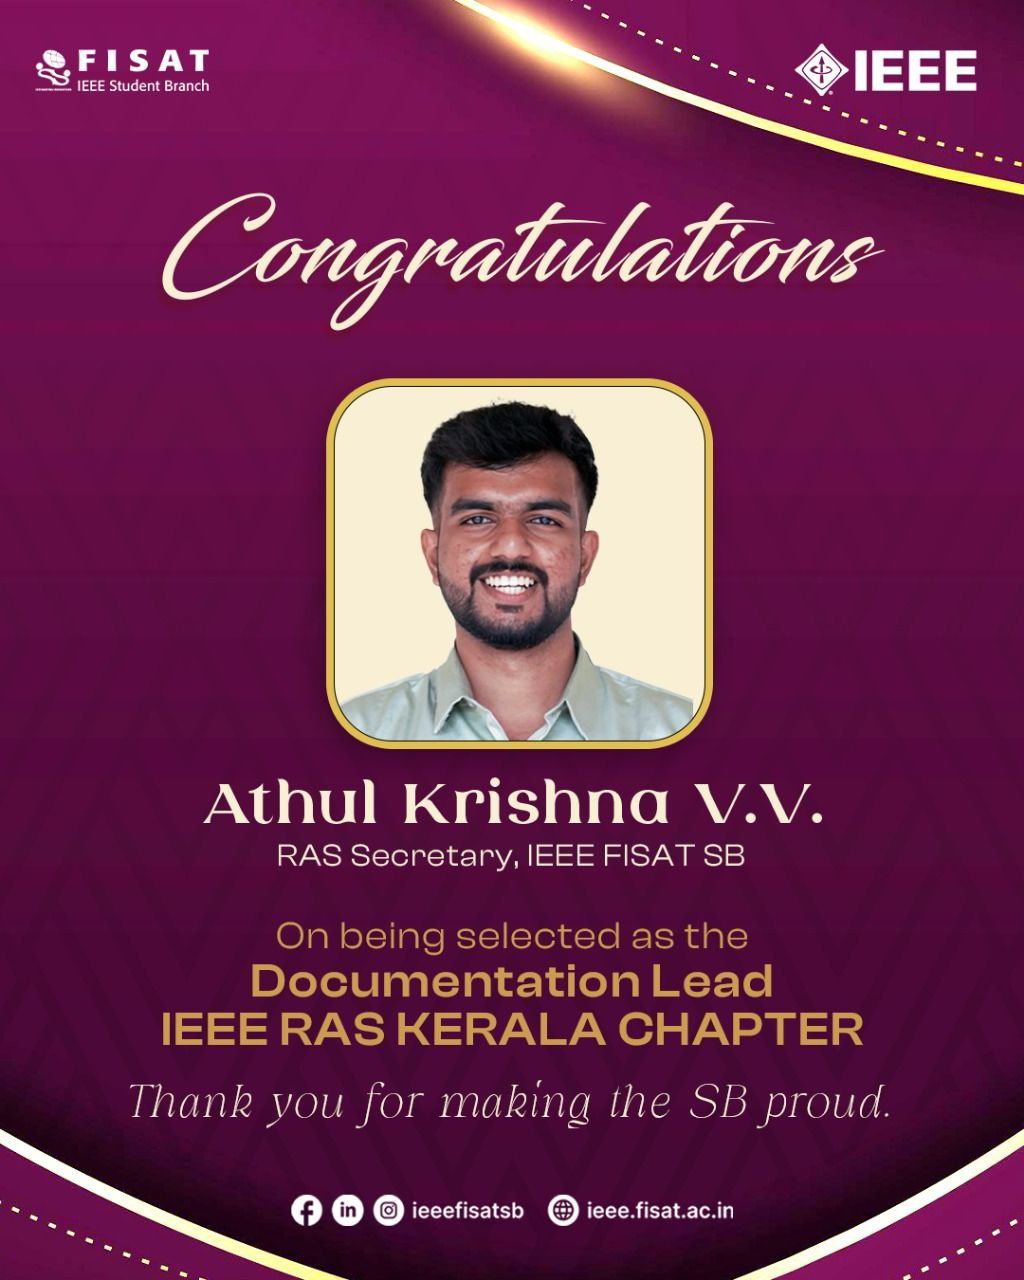 FISAT
IEEE Student Branch
IEEE
Congratulations
Athul Krishna V.V.
RAS Secretary, IEEE FISAT SB
On being selected as the
Documentation Lead
IEEE RAS KERALA CHAPTER
Thank you for making the SB proud.
ieeefisatsb ieee.fisat.ac.in